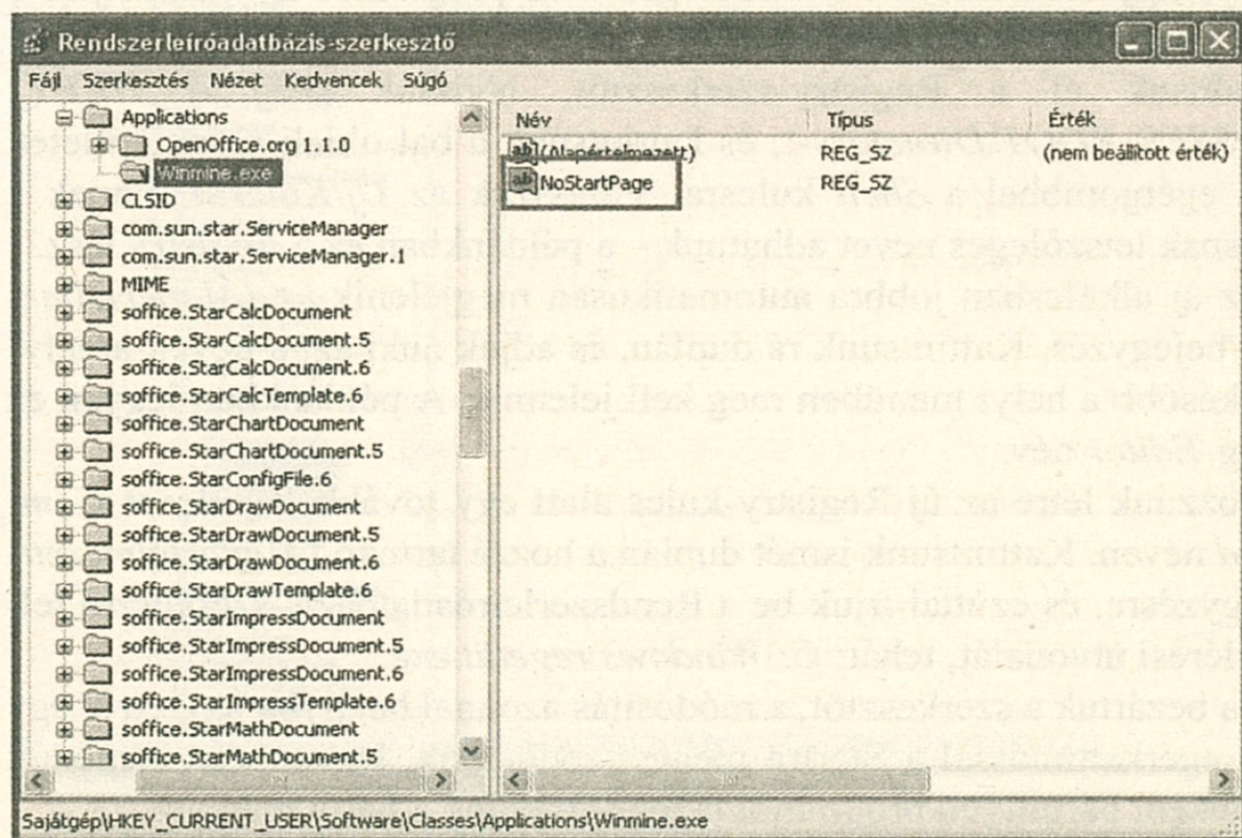 Rendszerleíróadatbázis-szerkesztő
Fájl Szerkesztés Nézet Kedvencek Súgó
Applications
OpenOffice.org 1.1.0
Winmine.exe
CLSID
com.sun.star.ServiceManager
com.sun.star.ServiceManager.1
MIME
soffice.StarCalcDocument
soffice.StarCalcDocument.5
soffice.StarCalcDocument.6
soffice.StarCalcTemplate.6
soffice.StarChartDocument
soffice.StarChartDocument.5
soffice.StarConfigFile.6
soffice.StarDrawDocument
soffice.StarDrawDocument.5
soffice.StarDrawDocument.6
soffice.StarDrawTemplate.6
soffice.StarImpressDocument
soffice.StarImpressDocument.5
soffice.StarImpressDocument.6
soffice.StarImpressTemplate.6
soffice.StarMathDocument
soffice.StarMathDocument.5
Név Típus Érték
(Alapértelmezett) REG_SZ (nem beállított érték)
NoStartPage REG_SZ
Sajátgép\HKEY_CURRENT_USER\Software\Classes\Applications\Winmine.exe